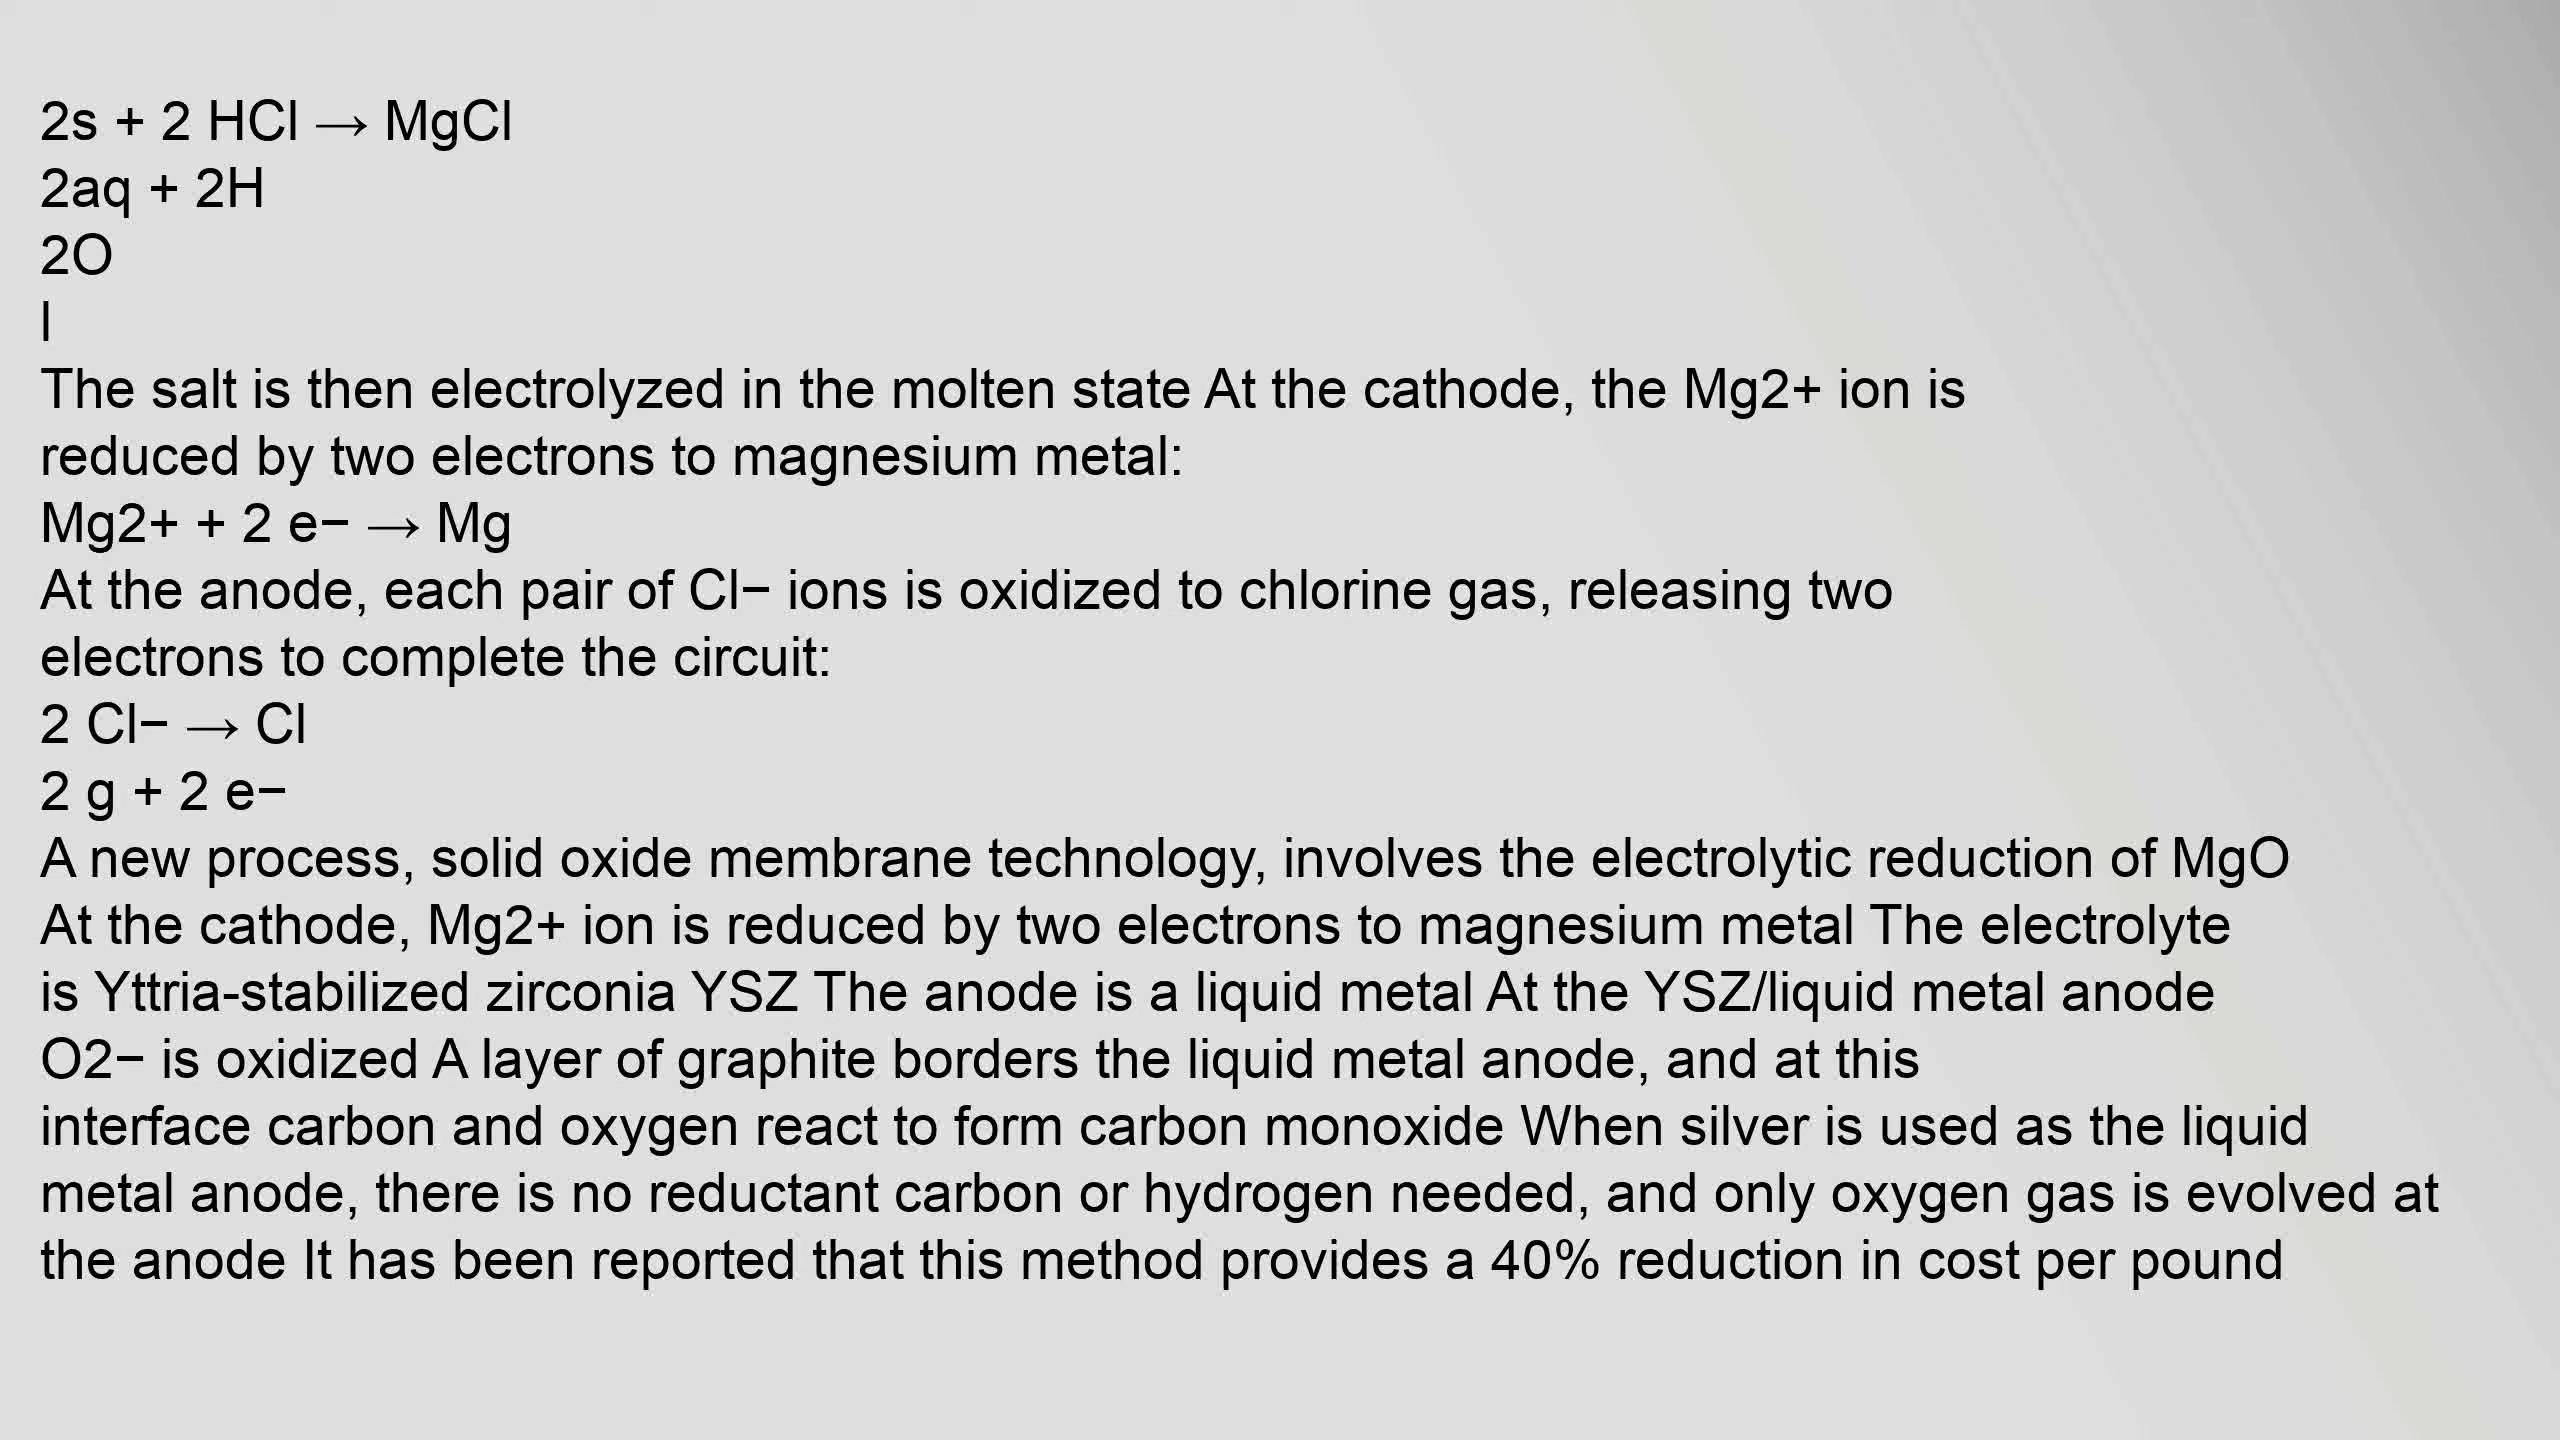 2s + 2 HCl → MgCl
2aq + 2H
2O
l
The salt is then electrolyzed in the molten state At the cathode, the Mg2+ ion is
reduced by two electrons to magnesium metal:
Mg2+ + 2 e− → Mg
At the anode, each pair of Cl− ions is oxidized to chlorine gas, releasing two
electrons to complete the circuit:
2 Cl− → Cl
2 g + 2 e−
A new process, solid oxide membrane technology, involves the electrolytic reduction of MgO
At the cathode, Mg2+ ion is reduced by two electrons to magnesium metal The electrolyte
is Yttria-stabilized zirconia YSZ The anode is a liquid metal At the YSZ/liquid metal anode
O2− is oxidized A layer of graphite borders the liquid metal anode, and at this
interface carbon and oxygen react to form carbon monoxide When silver is used as the liquid
metal anode, there is no reductant carbon or hydrogen needed, and only oxygen gas is evolved at
the anode It has been reported that this method provides a 40% reduction in cost per pound